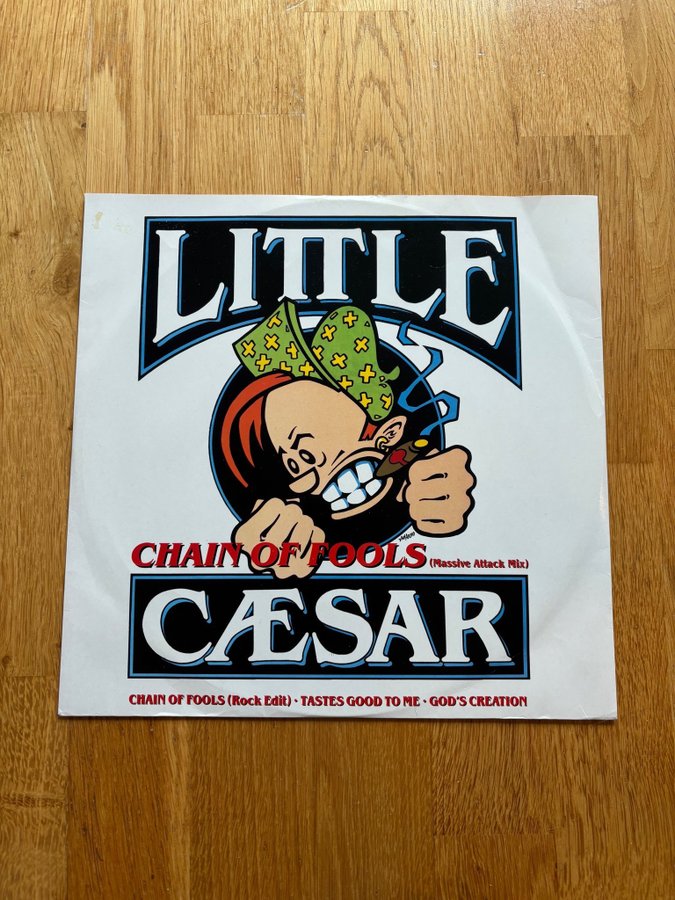 LITTLE
CHAIN OF FOOLS (Massive Attack Mix)
CÆSAR
CHAIN OF FOOLS (Rock Edit) · TASTES GOOD TO ME · GOD'S CREATION